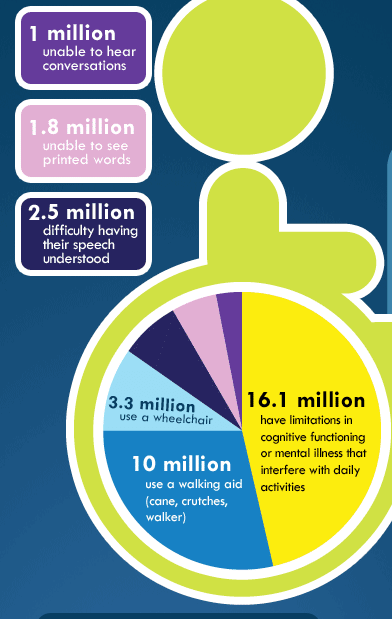 1 million
unable to hear
conversations
1.8 million
unable to see
printed words
2.5 million
difficulty having
their speech
understood
3.3 million
use a wheelchair
16.1 million
have limitations in
cognitive functioning
or mental illness that
interfere with daily
activities
10 million
use a walking aid
(cane, crutches,
walker)